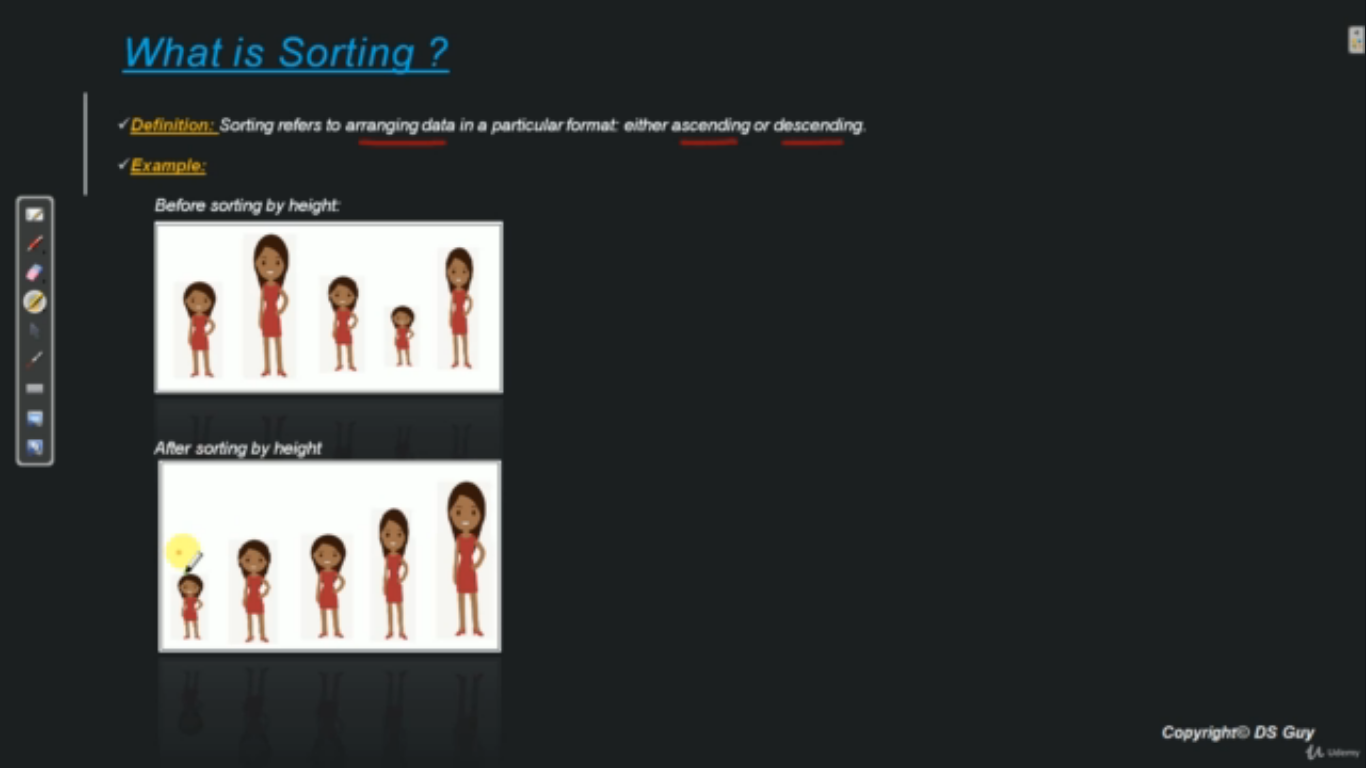 What is Sorting ?
✓Definition: Sorting refers to arranging data in a particular format: either ascending or descending.
✓Example:
Before sorting by height:
After sorting by height
Copyright© DS Guy
Udemy